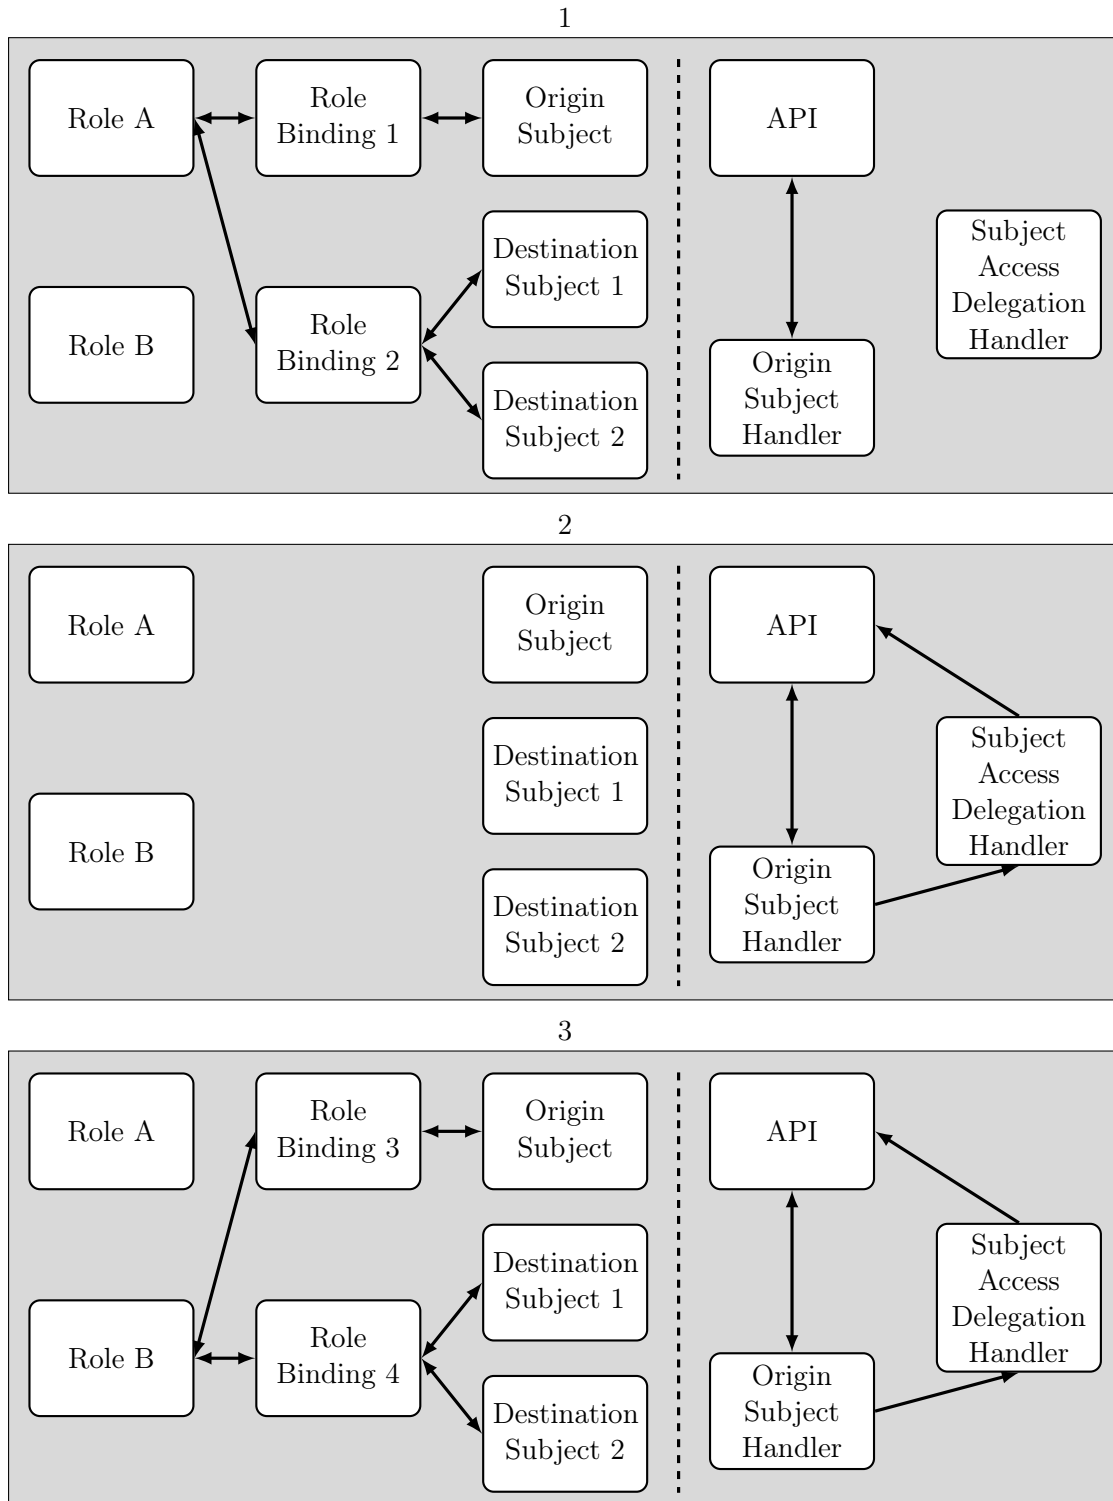 1
Role A
Role
Binding 1
Origin
Subject
API
Role B
Role
Binding 2
Destination
Subject 1
Destination
Subject 2
Origin
Subject
Handler
Subject
Access
Delegation
Handler
2
Role A
Origin
Subject
API
Role B
Destination
Subject 1
Destination
Subject 2
Origin
Subject
Handler
Subject
Access
Delegation
Handler
3
Role A
Role
Binding 3
Origin
Subject
API
Role B
Role
Binding 4
Destination
Subject 1
Destination
Subject 2
Origin
Subject
Handler
Subject
Access
Delegation
Handler